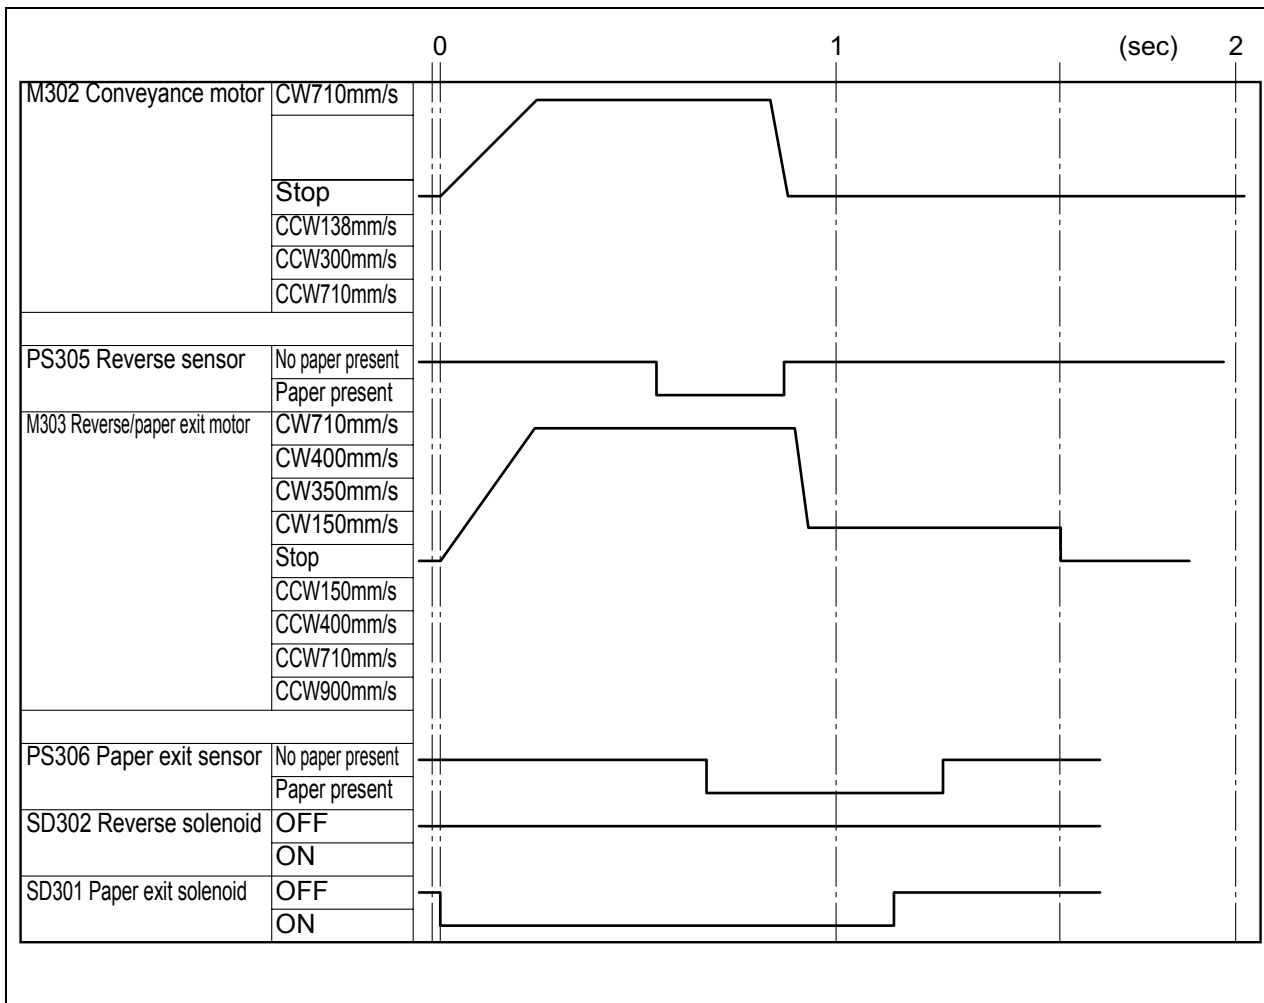 0 1 (sec) 2
M302 Conveyance motor CW710mm/s
Stop
CCW138mm/s
CCW300mm/s
CCW710mm/s
PS305 Reverse sensor No paper present
Paper present
M303 Reverse/paper exit motor CW710mm/s
CW400mm/s
CW350mm/s
CW150mm/s
Stop
CCW150mm/s
CCW400mm/s
CCW710mm/s
CCW900mm/s
PS306 Paper exit sensor No paper present
Paper present
SD302 Reverse solenoid OFF
ON
SD301 Paper exit solenoid OFF
ON